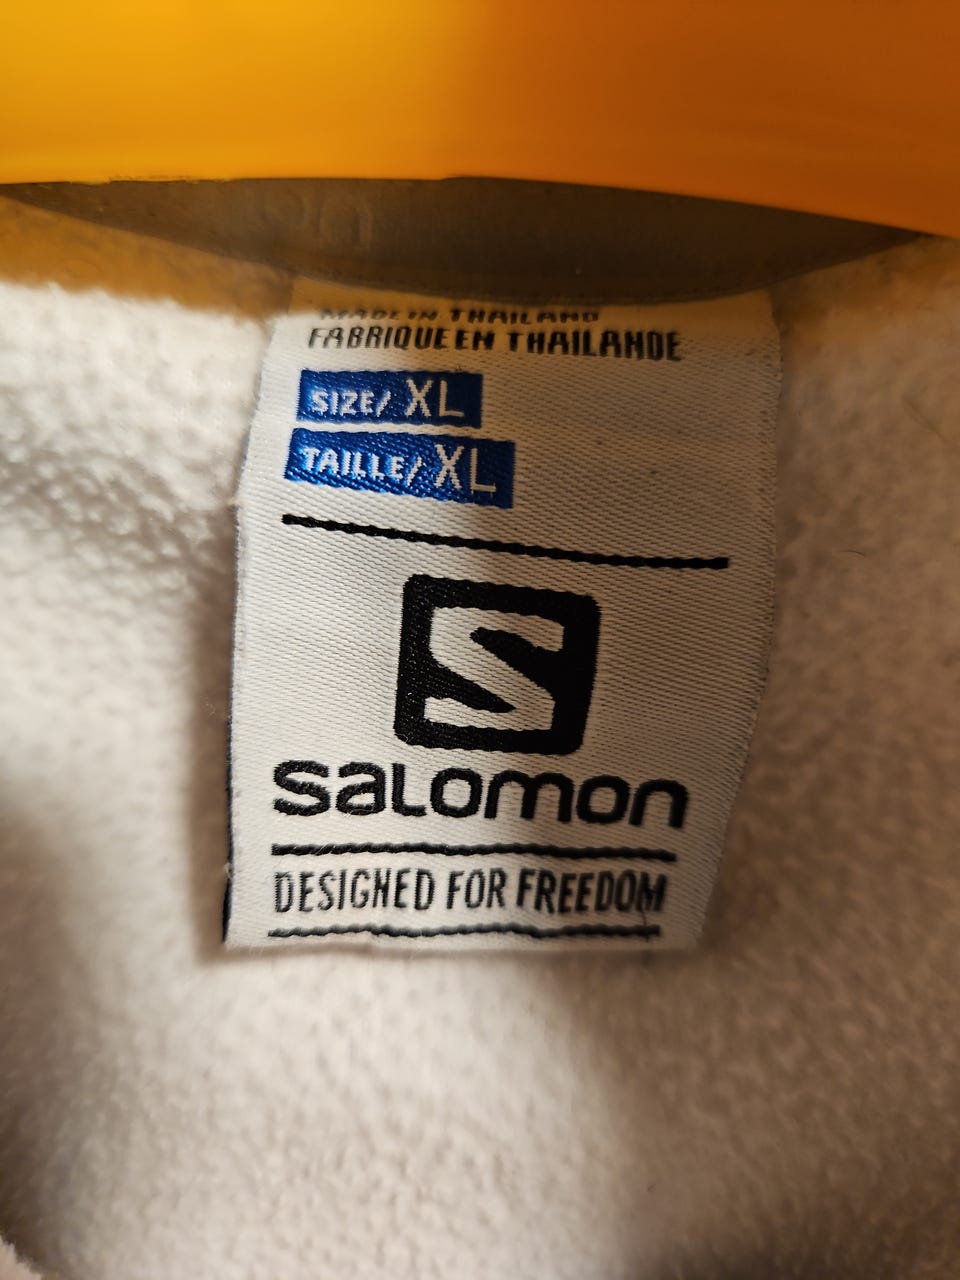 MADE IN THAILAND
FABRIQUE EN THAILANDE
SIZE/ XL
TAILLE/ XL
S
salomon
DESIGNED FOR FREEDOM